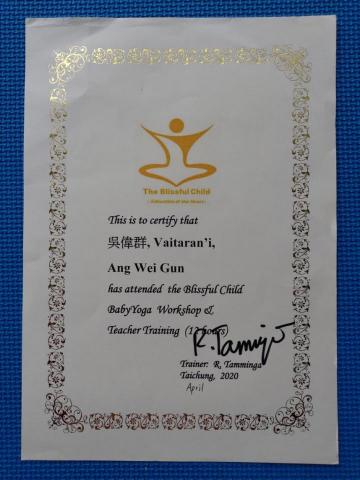 The Blissful Child
~ Education of the Heart ~
This is to certify that
吳偉群, Vaitaran'i,
Ang Wei Gun
has attended the Blissful Child
BabyYoga Workshop &
Teacher Training (12 hours)
R. Tamminga
Trainer: R. Tamminga
Taichung, 2020
April